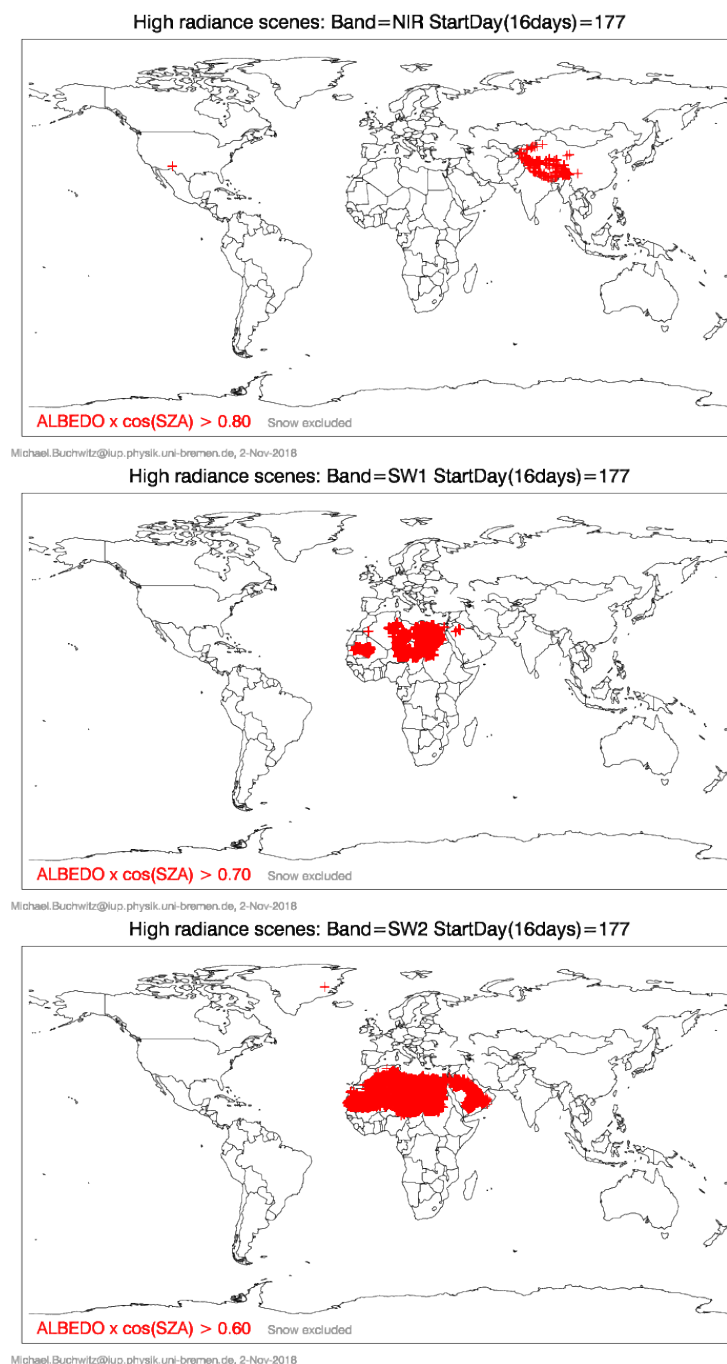 High radiance scenes: Band=NIR StartDay(16days)=177
ALBEDO x cos(SZA) > 0.80 Snow excluded
Michael.Buchwitz@iup.physik.uni-bremen.de, 2-Nov-2018
High radiance scenes: Band=SW1 StartDay(16days)=177
ALBEDO x cos(SZA) > 0.70 Snow excluded
Michael.Buchwitz@iup.physik.uni-bremen.de, 2-Nov-2018
High radiance scenes: Band=SW2 StartDay(16days)=177
ALBEDO x cos(SZA) > 0.60 Snow excluded
Michael.Buchwitz@iup.physik.uni-bremen.de, 2-Nov-2018